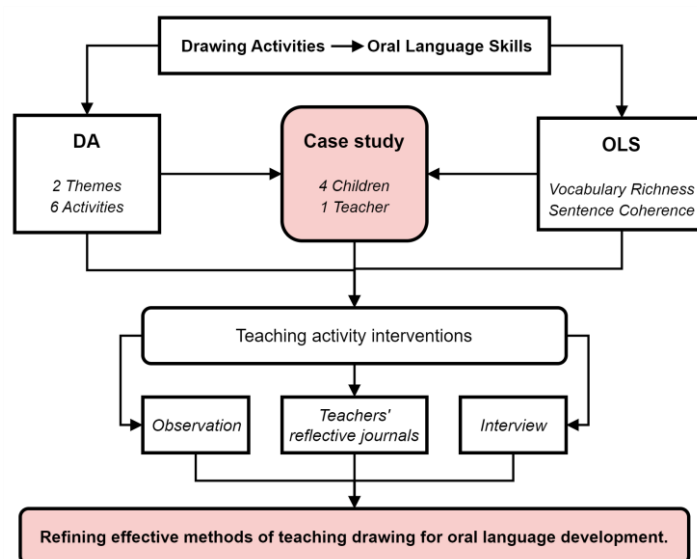 Drawing Activities → Oral Language Skills
DA
2 Themes
6 Activities
Case study
4 Children
1 Teacher
OLS
Vocabulary Richness
Sentence Coherence
Teaching activity interventions
Observation
Teachers'
reflective journals
Interview
Refining effective methods of teaching drawing for oral language development.